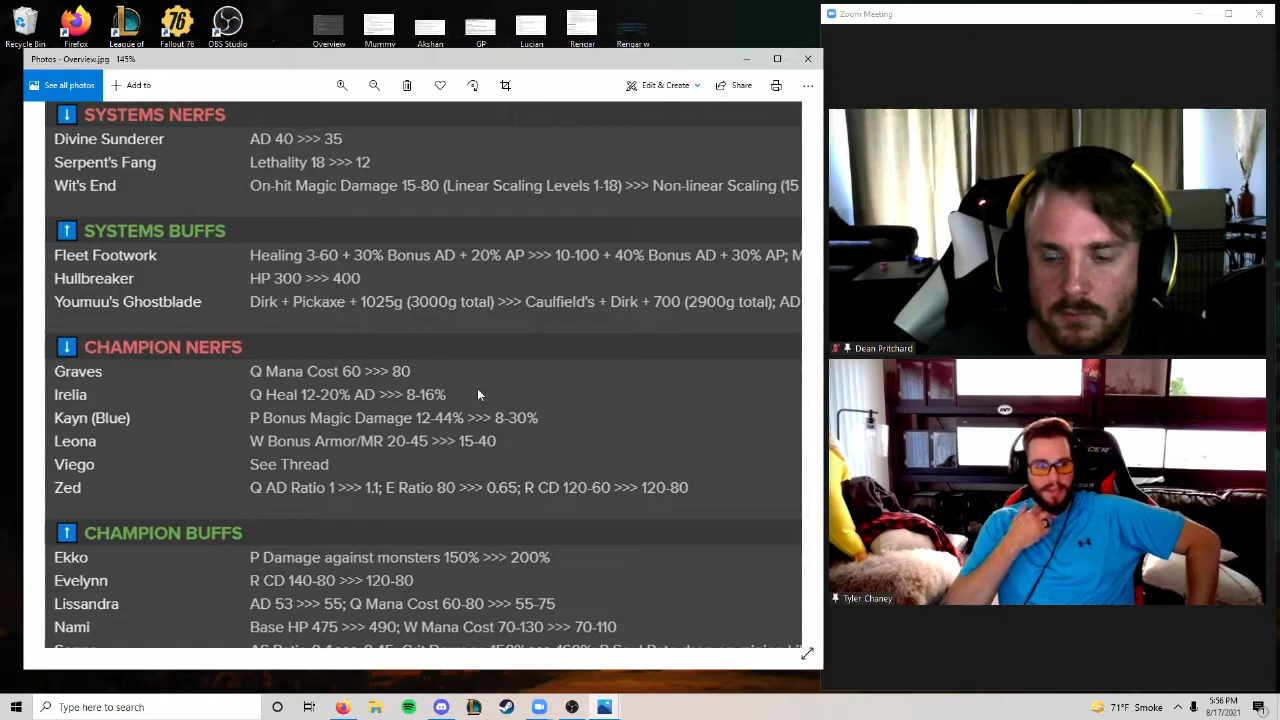 Recycle Bin
Firefox
League of
Fallout 76
OBS Studio
Overview
Mummy
Akshan
GP
Lucian
Rengar
Rengar w
Zoom Meeting
Photos - Overview.jpg 145%
See all photos
Add to
Edit & Create
Share
SYSTEMS NERFS
Divine Sunderer AD 40 >>> 35
Serpent's Fang Lethality 18 >>> 12
Wit's End On-hit Magic Damage 15-80 (Linear Scaling Levels 1-18) >>> Non-linear Scaling (15
SYSTEMS BUFFS
Fleet Footwork Healing 3-60 + 30% Bonus AD + 20% AP >>> 10-100 + 40% Bonus AD + 30% AP; M
Hullbreaker HP 300 >>> 400
Youmuu's Ghostblade Dirk + Pickaxe + 1025g (3000g total) >>> Caulfield's + Dirk + 700 (2900g total); AD
CHAMPION NERFS
Graves Q Mana Cost 60 >>> 80
Irelia Q Heal 12-20% AD >>> 8-16%
Kayn (Blue) P Bonus Magic Damage 12-44% >>> 8-30%
Leona W Bonus Armor/MR 20-45 >>> 15-40
Viego See Thread
Zed Q AD Ratio 1 >>> 1.1; E Ratio 80 >>> 0.65; R CD 120-60 >>> 120-80
CHAMPION BUFFS
Ekko P Damage against monsters 150% >>> 200%
Evelynn R CD 140-80 >>> 120-80
Lissandra AD 53 >>> 55; Q Mana Cost 60-80 >>> 55-75
Nami Base HP 475 >>> 490; W Mana Cost 70-130 >>> 70-110
Dean Pritchard
Tyler Chaney
Type here to search
73°F Smoke
5:56 PM
8/17/2021